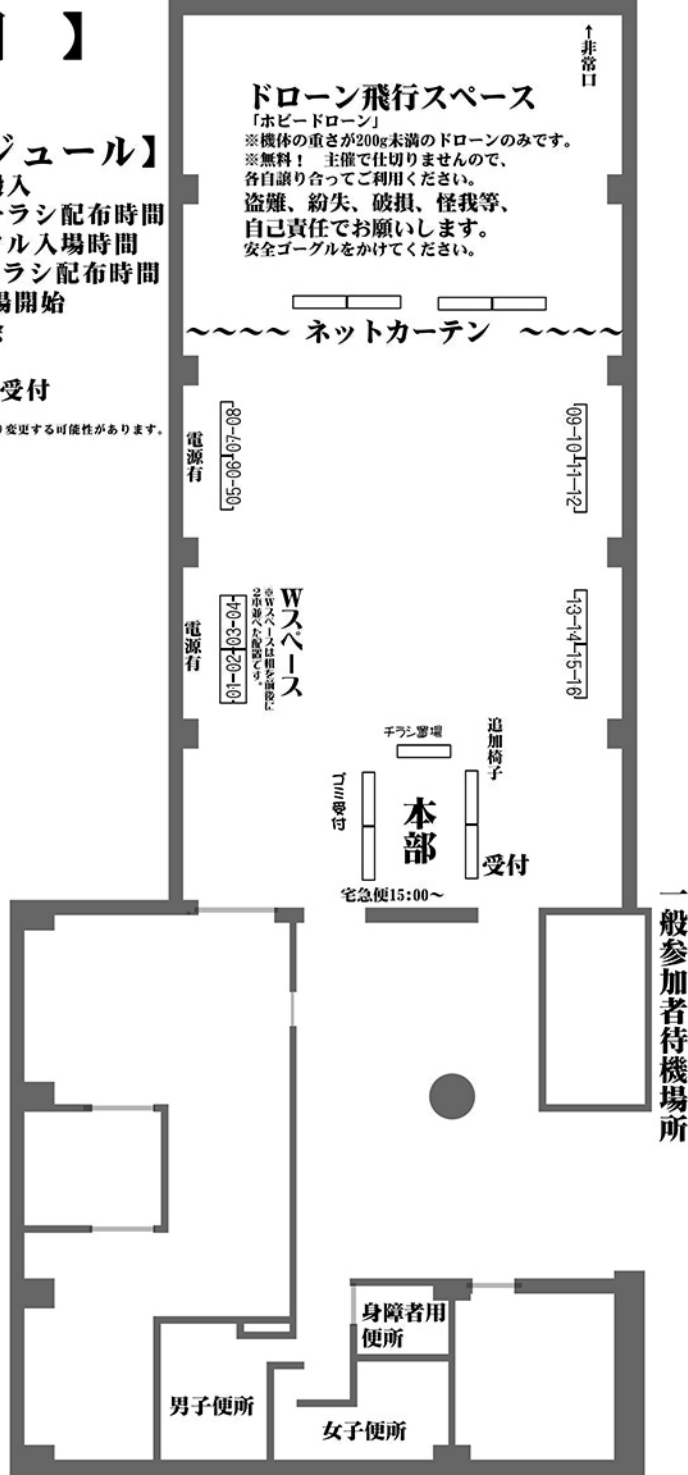 】
ジュール】
搬入
チラシ配布時間
ル入場時間
ラシ配布時間
場開始
受付
り変更する可能性があります。
↑非常口
ドローン飛行スペース
「ホビードローン」
※機体の重さが200g未満のドローンのみです。
※無料！　主催で仕切りませんので、
各自譲り合ってご利用ください。
盗難、紛失、破損、怪我等、
自己責任でお願いします。
安全ゴーグルをかけてください。
～～～～ ネットカーテン ～～～～
電源有
05-06-07-08
09-10-11-12
電源有
01-02-03-04
Wスペース
※Wスペースは机を前後に
2本並べた配置です。
13-14-15-16
チラシ置場
追加椅子
ゴミ受付
本部
受付
宅急便15:00～
一般参加者待機場所
身障者用
便所
男子便所
女子便所